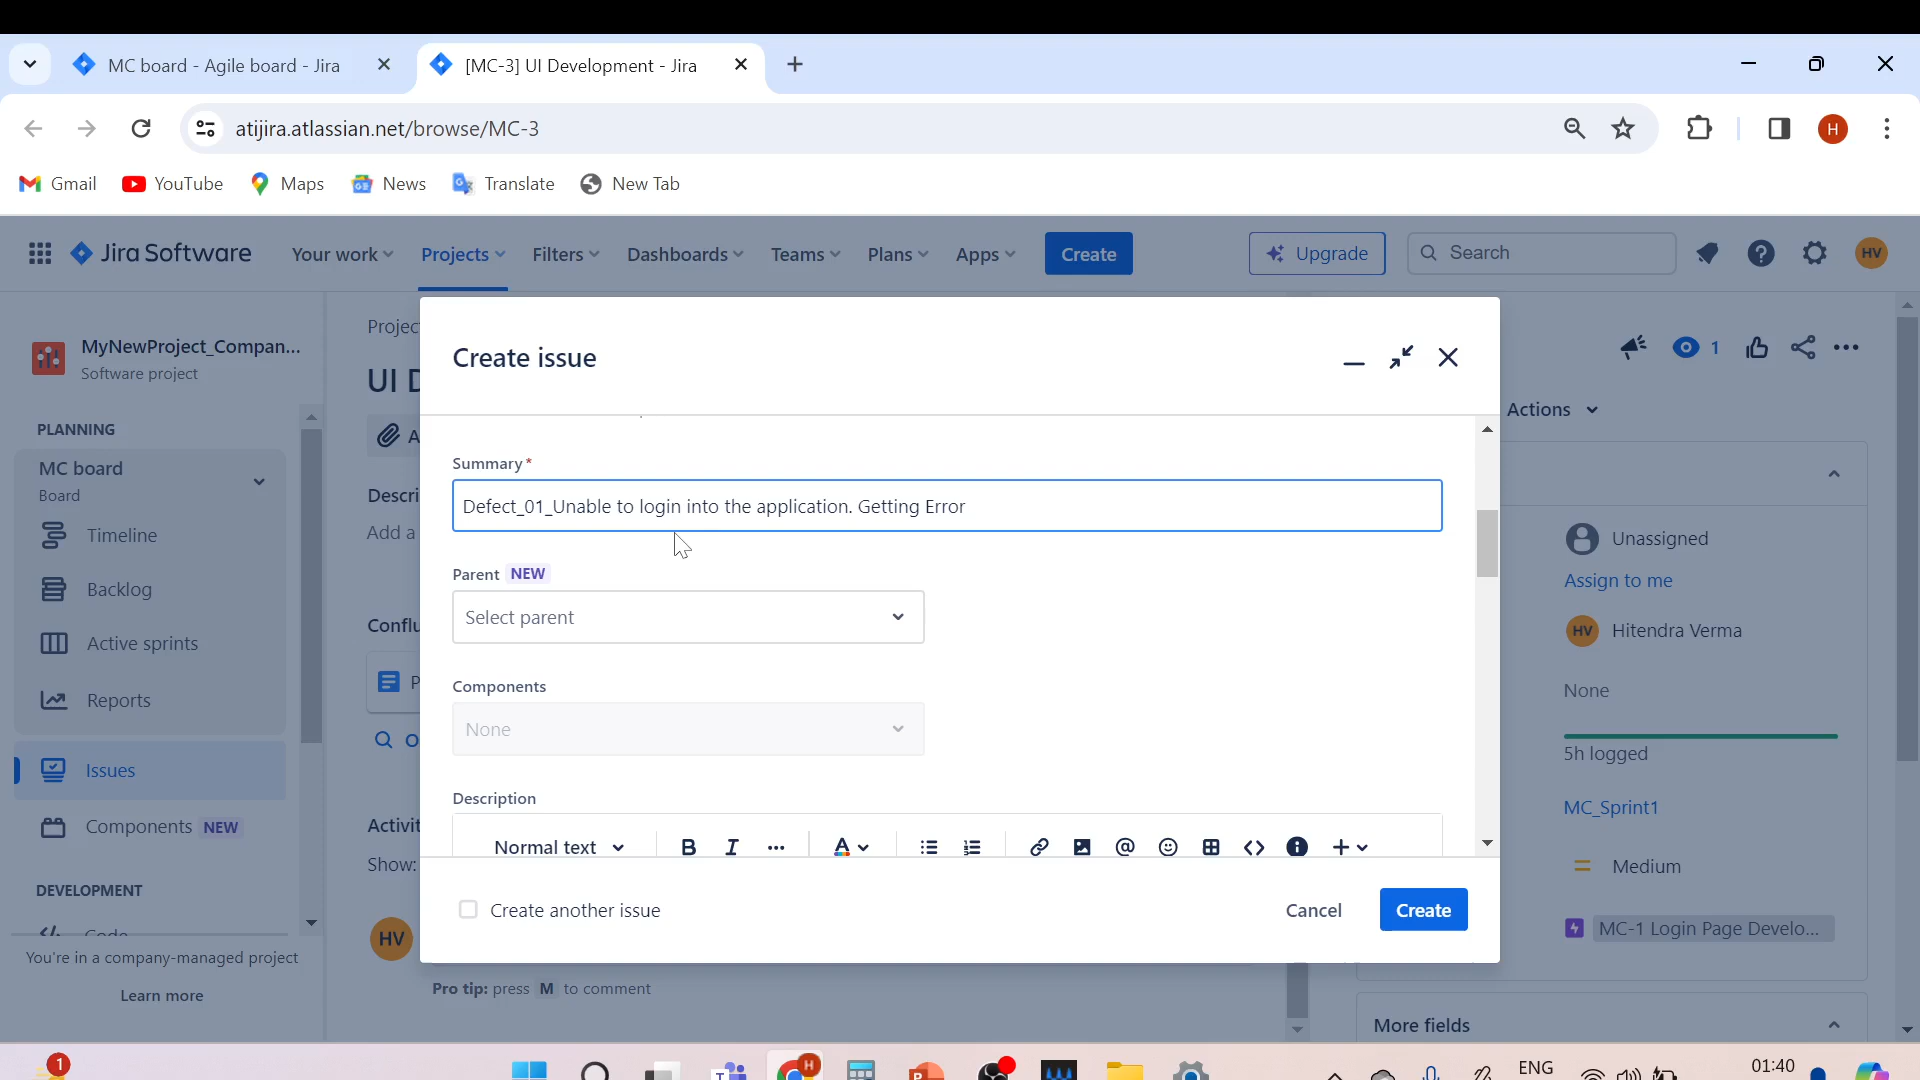 MC board - Agile board - Jira
[MC-3] UI Development - Jira
atijira.atlassian.net/browse/MC-3
H
Gmail
YouTube
Maps
News
Translate
New Tab
Jira Software
Your work
Projects
Filters
Dashboards
Teams
Plans
Apps
Create
Upgrade
Search
HV
MyNewProject_Compan...
Software project
PLANNING
MC board
Board
Timeline
Backlog
Active sprints
Reports
Issues
Components NEW
DEVELOPMENT
Code
You're in a company-managed project
Learn more
Projec
UI D
A
Descri
Add a
Conflu
P
O
Activit
Show:
HV
Pro tip: press M to comment
Create issue
Summary *
Defect_01_Unable to login into the application. Getting Error
Parent NEW
Select parent
Components
None
Description
Normal text
B I ... A
Create another issue
Cancel
Create
1
Actions
Unassigned
Assign to me
HV Hitendra Verma
None
5h logged
MC_Sprint1
Medium
MC-1 Login Page Develo...
More fields
1
H
ENG
01:40